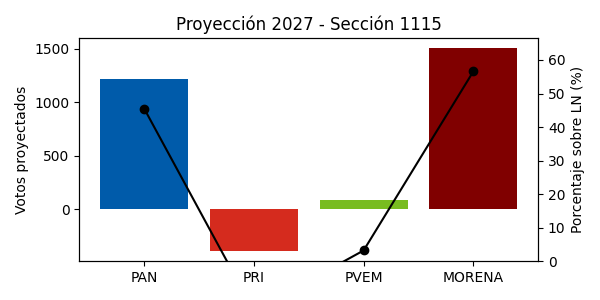 Proyección 2027 - Sección 1115
Votos proyectados
1500
1000
500
0
60
50
40
30
20
10
0
Porcentaje sobre LN (%)
PAN PRI PVEM MORENA